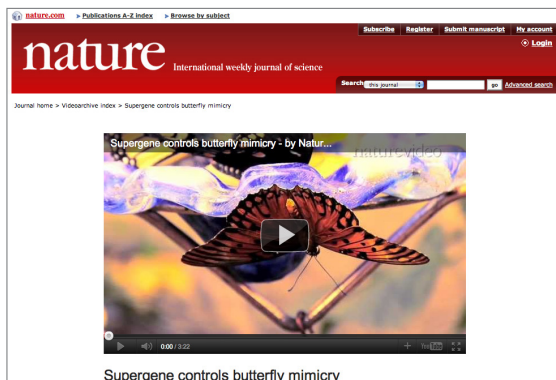 nature.com ▶ Publications A-Z index ▶ Browse by subject
Subscribe Register Submit manuscript My account
Login
nature International weekly journal of science
Search this journal go Advanced search
Journal home > Videoarchive index > Supergene controls butterfly mimicry
Supergene controls butterfly mimicry - by Natur...
naturevideo
0:00 / 3:22
YouTube
Supergene controls butterfly mimicry